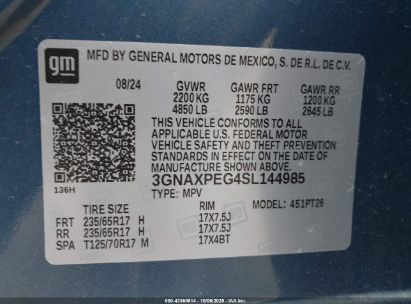 gm
MFD BY GENERAL MOTORS DE MEXICO, S. DE R.L. DE C.V.
08/24 GVWR GAWR FRT GAWR RR
2200 KG 1175 KG 1200 KG
4850 LB 2590 LB 2645 LB
THIS VEHICLE CONFORMS TO ALL
APPLICABLE U.S. FEDERAL MOTOR
VEHICLE SAFETY AND THEFT
PREVENTION STANDARDS IN EFFECT
ON THE DATE OF MANUFACTURE
SHOWN ABOVE.
3GNAXPEG4SL144985
136H TYPE: MPV
MODEL: 451PT26
TIRE SIZE RIM
FRT 235/65R17 H 17X7.5J
RR 235/65R17 H 17X7.5J
SPA T125/70R17 M 17X4BT